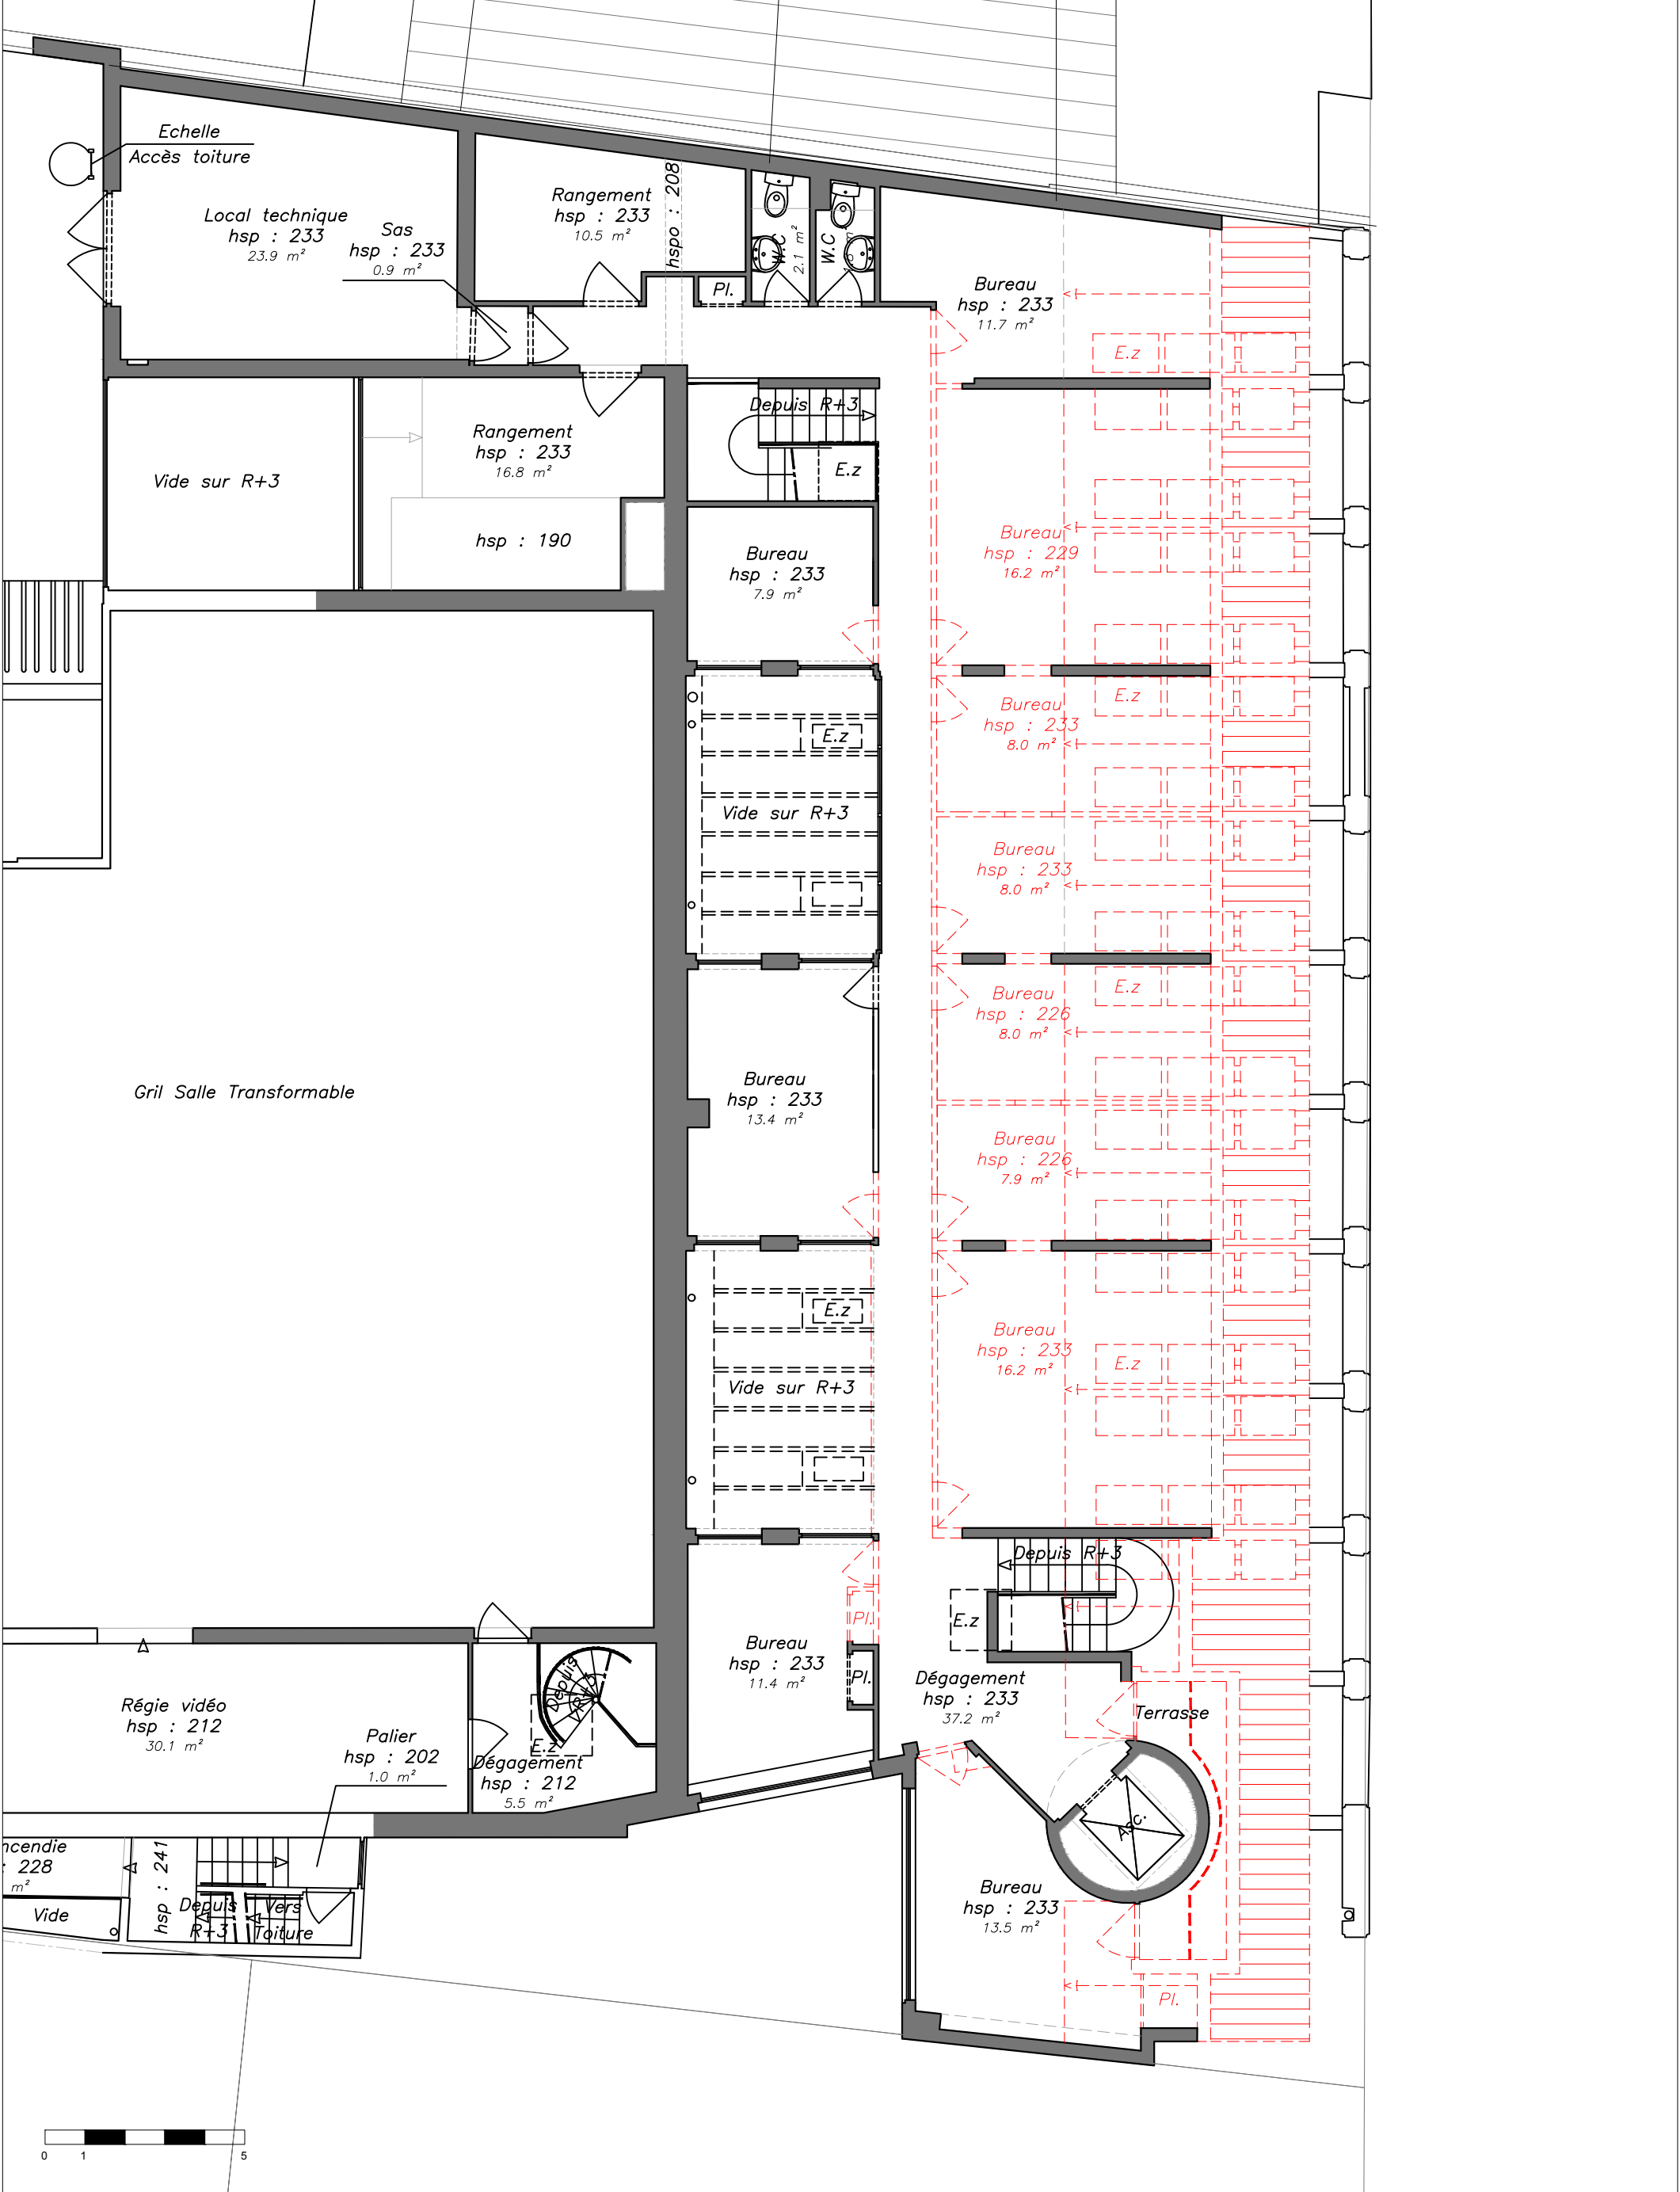 Echelle
Accès toiture
Local technique
hsp : 233
23.9 m²
Sas
hsp : 233
0.9 m²
Rangement
hsp : 233
10.5 m²
hspo : 208
Pl.
W.C
2.1 m²
W.C
m²
Bureau
hsp : 233
11.7 m²
E.z
Depuis R+3
E.z
Vide sur R+3
Rangement
hsp : 233
16.8 m²
hsp : 190
Bureau
hsp : 229
16.2 m²
Bureau
hsp : 233
7.9 m²
Bureau
hsp : 233
8.0 m²
E.z
E.z
Vide sur R+3
Bureau
hsp : 233
8.0 m²
Bureau
hsp : 226
8.0 m²
E.z
Gril Salle Transformable
Bureau
hsp : 233
13.4 m²
Bureau
hsp : 226
7.9 m²
E.z
Vide sur R+3
Bureau
hsp : 233
16.2 m²
E.z
Depuis R+3
E.z
Pl.
Bureau
hsp : 233
11.4 m²
Pl.
Dégagement
hsp : 233
37.2 m²
Terrasse
Régie vidéo
hsp : 212
30.1 m²
Palier
hsp : 202
1.0 m²
Depuis
E.z
Dégagement
hsp : 212
5.5 m²
Asc.
ncendie
: 228
m²
Vide
hsp : 241
Depuis
R+3
Vers
Toiture
Bureau
hsp : 233
13.5 m²
Pl.
0 1 5